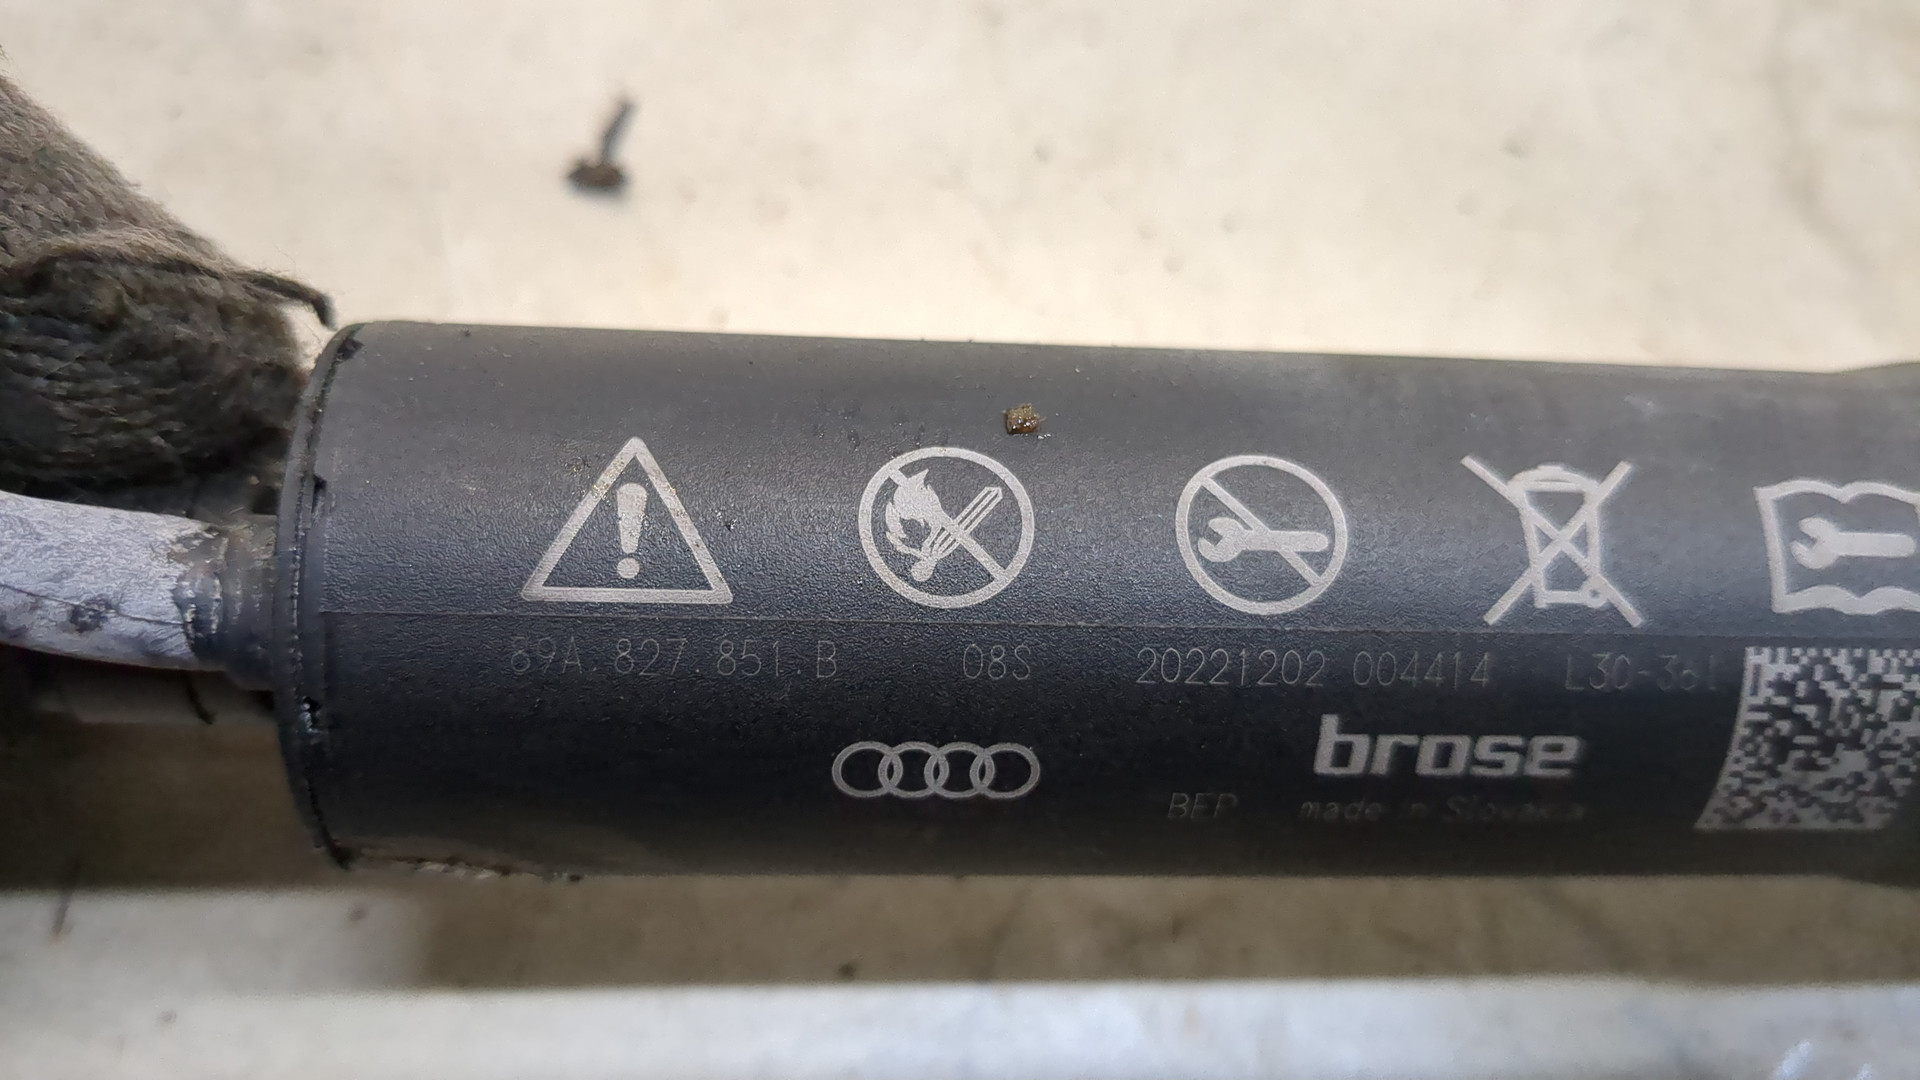 89A.827.851.B 08S 20221202 004414 L30-361
brose
BEP made in Slovakia